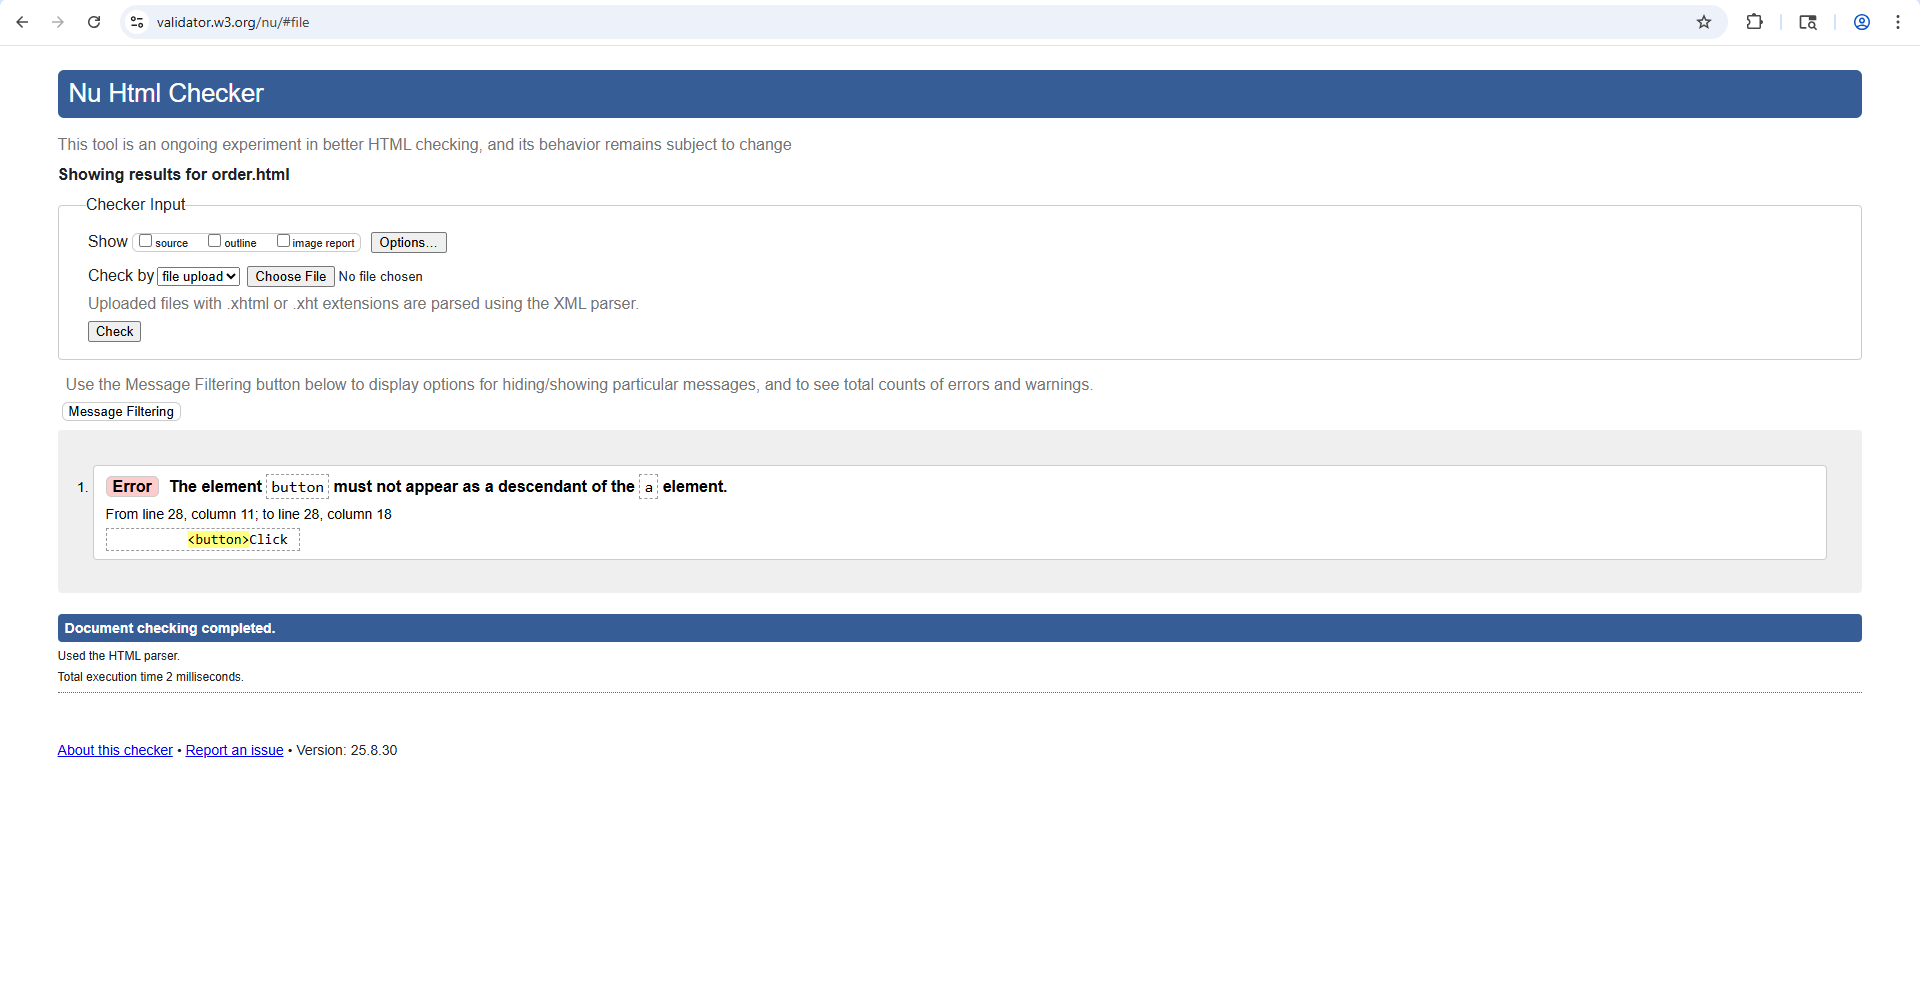 validator.w3.org/nu/#file
Nu Html Checker
This tool is an ongoing experiment in better HTML checking, and its behavior remains subject to change
Showing results for order.html
Checker Input
Show source outline image report Options...
Check by file upload Choose File No file chosen
Uploaded files with .xhtml or .xht extensions are parsed using the XML parser.
Check
Use the Message Filtering button below to display options for hiding/showing particular messages, and to see total counts of errors and warnings.
Message Filtering
1. Error The element button must not appear as a descendant of the a element.
From line 28, column 11; to line 28, column 18
<button>Click
Document checking completed.
Used the HTML parser.
Total execution time 2 milliseconds.
About this checker • Report an issue • Version: 25.8.30